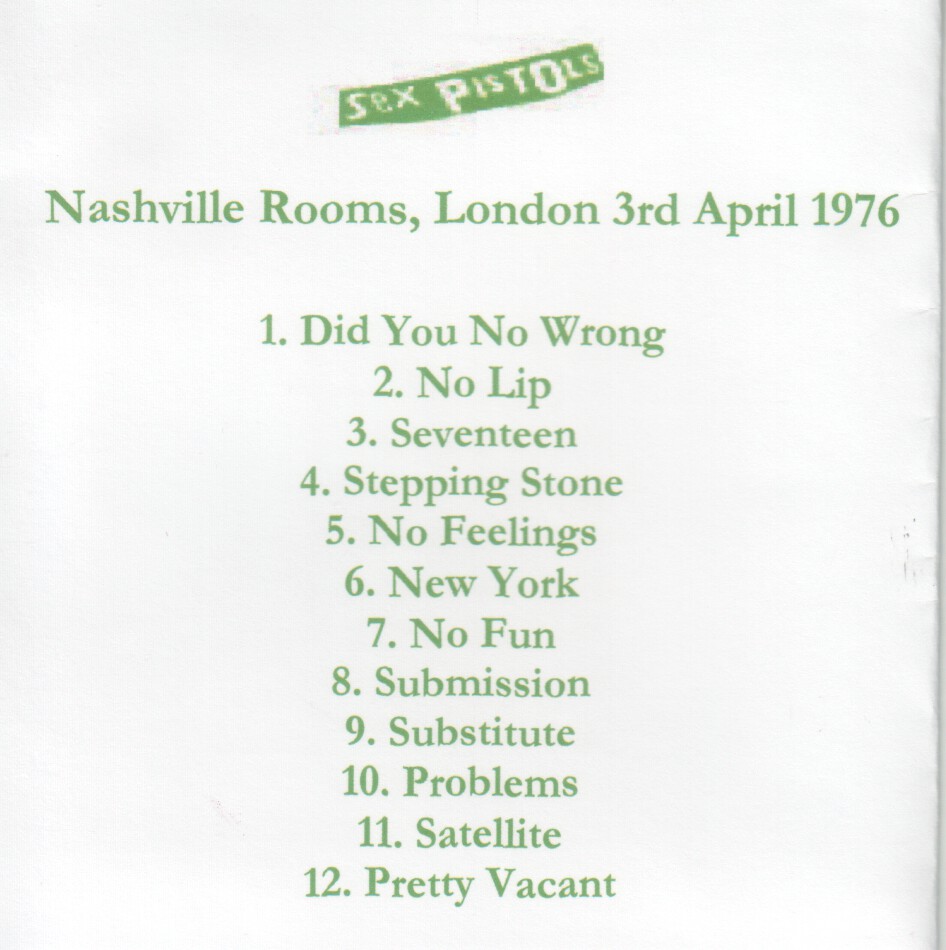 Sex PISTOLS
Nashville Rooms, London 3rd April 1976
1. Did You No Wrong
2. No Lip
3. Seventeen
4. Stepping Stone
5. No Feelings
6. New York
7. No Fun
8. Submission
9. Substitute
10. Problems
11. Satellite
12. Pretty Vacant